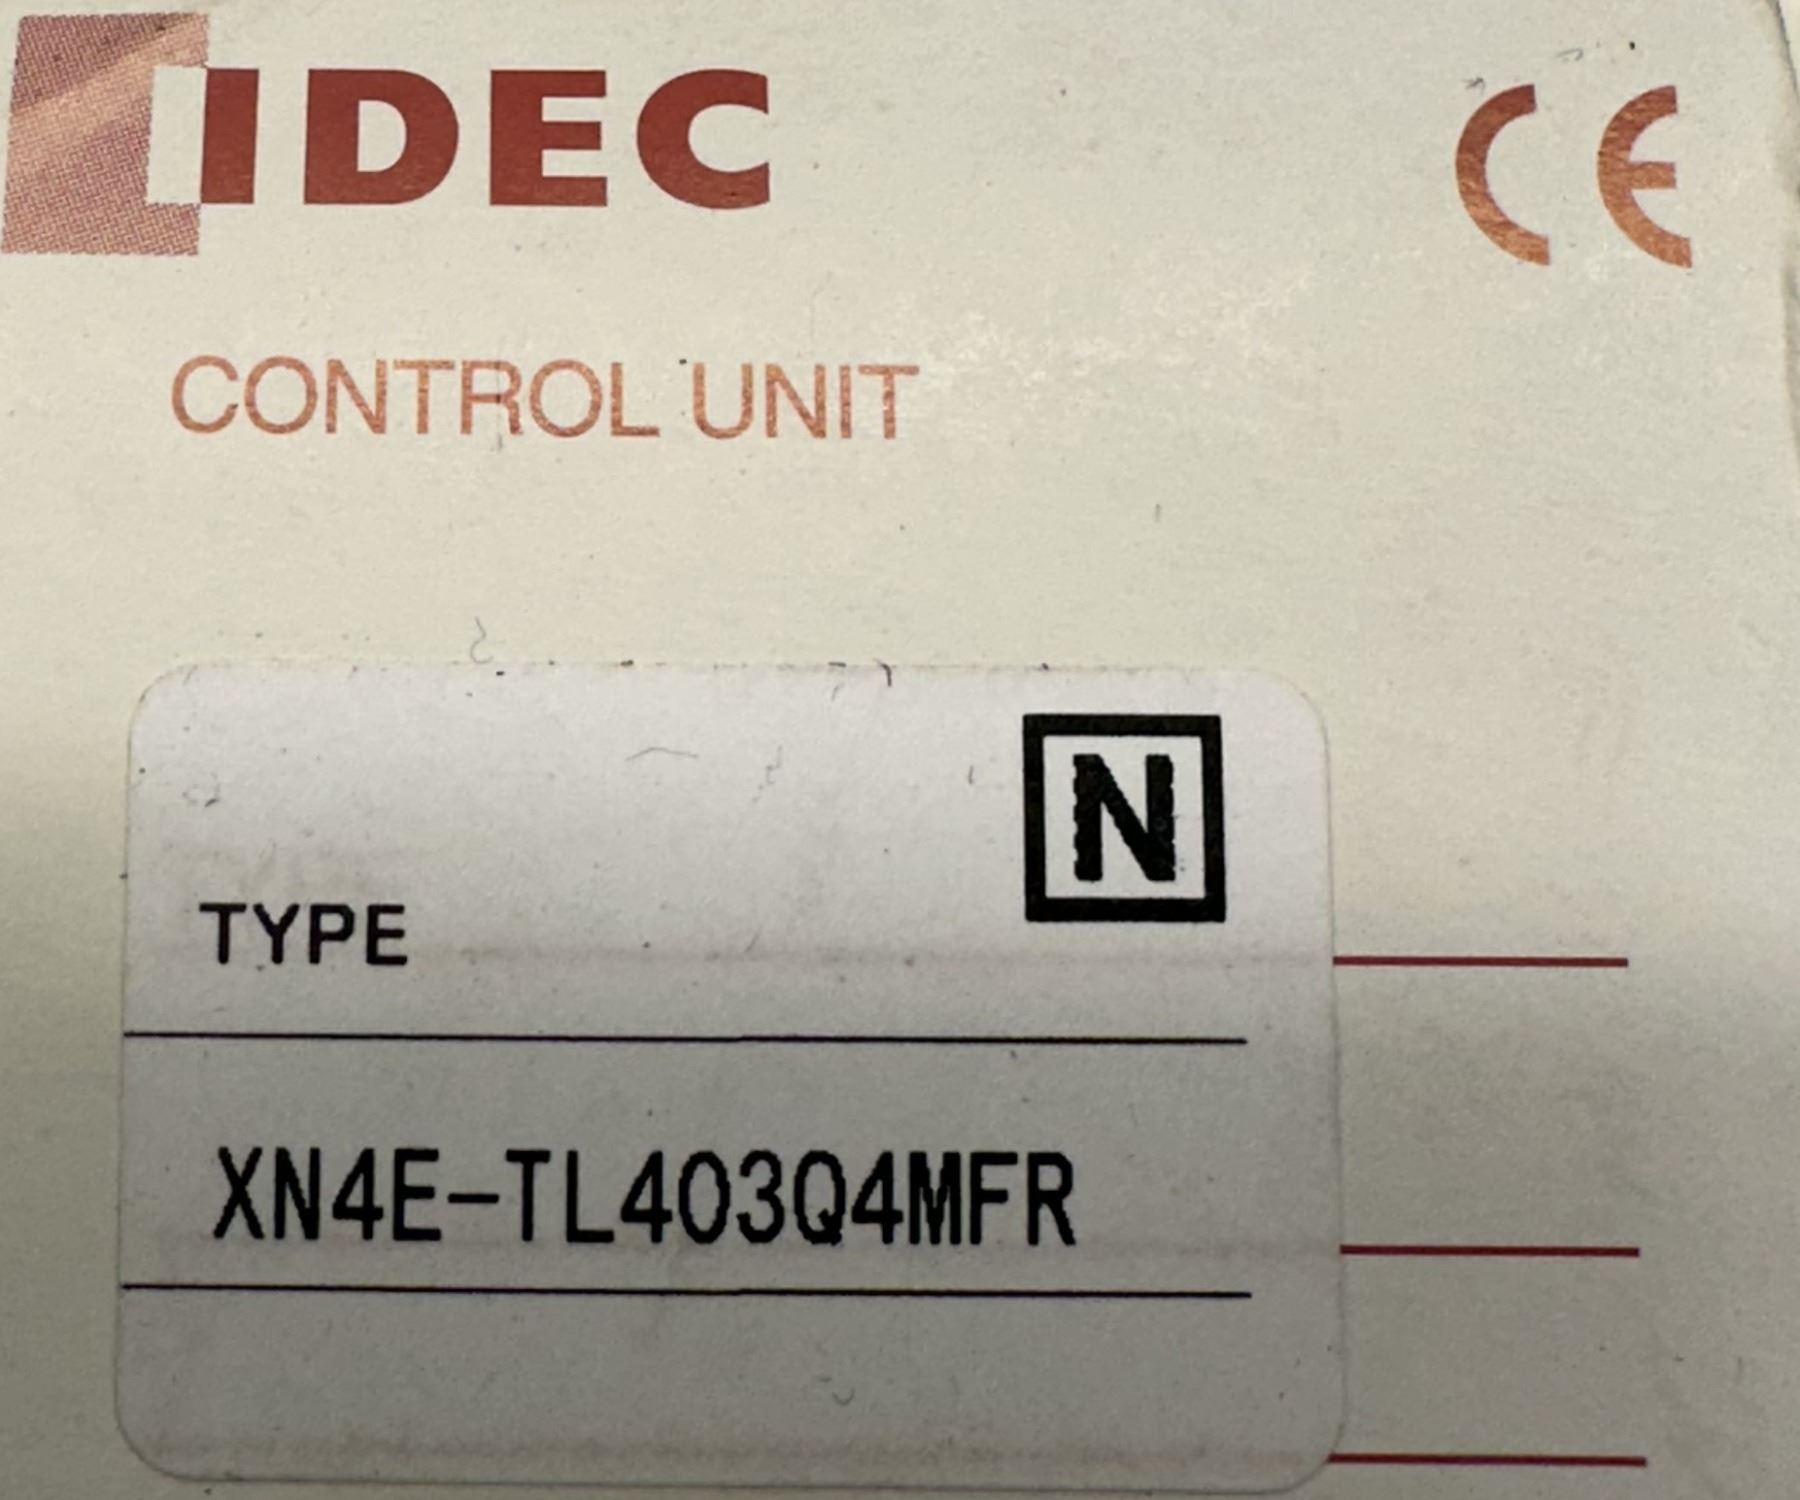 IDEC
CE
CONTROL UNIT
N
TYPE
XN4E-TL403Q4MFR